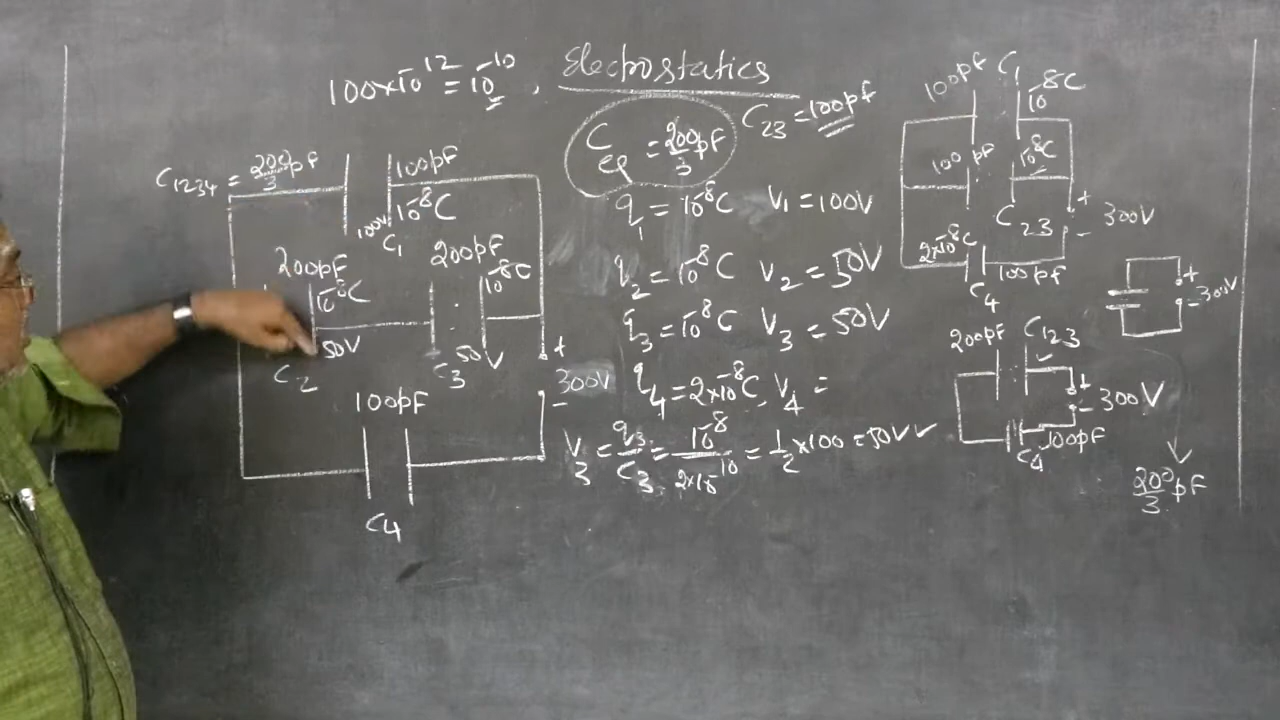 100×10¯¹² = 10¯¹⁰, Electrostatics
C eq = 200/3 pF
C₂₃ = 100pF
C₁₂₃₄ = 200/3 pF
100pF
10¯⁸C
100V
C₁
200pF
10¯⁸C
50V
C₂
200pF
10¯⁸C
50V
C₃
+
300V
–
100pF
C₄
q₁ = 10¯⁸C V₁ = 100V
q₂ = 10¯⁸C V₂ = 50V
q₃ = 10¯⁸C V₃ = 50V
q₄ = 2×10¯⁸C, V₄ =
V₃ = q₃/C₃ = 10¯⁸/2×10¯¹⁰ = 1/2 ×100 = 50V ✓
100pF C₁
10¯⁸C
100 pF 10¯⁸C
C₂₃
+
– 300V
2×10¯⁸C
100pF
C₄
+
– 300V
200pF C₁₂₃
+
– 300V
100pF
C₄
200/3 pF